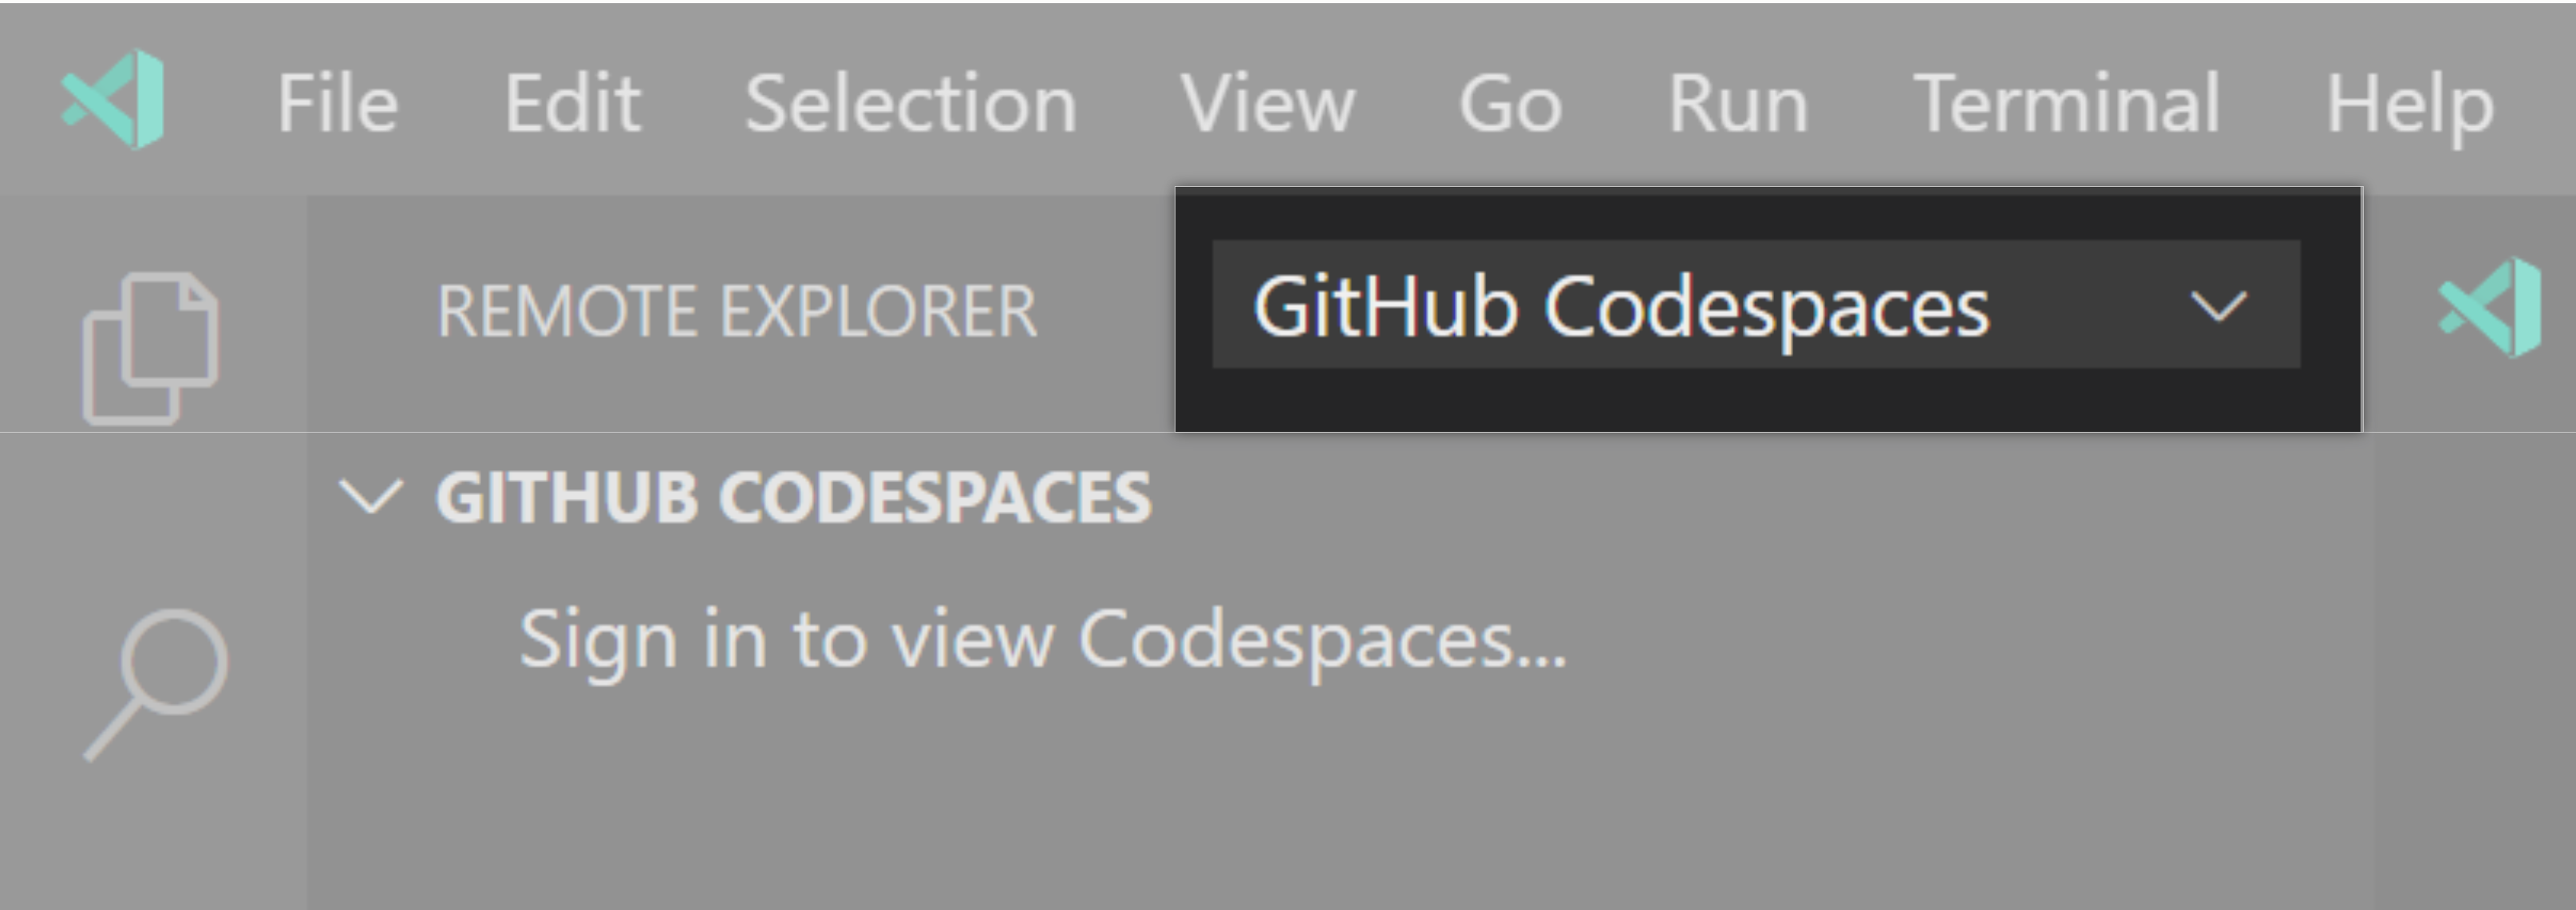 File Edit Selection View Go Run Terminal Help
REMOTE EXPLORER GitHub Codespaces
GITHUB CODESPACES
Sign in to view Codespaces...